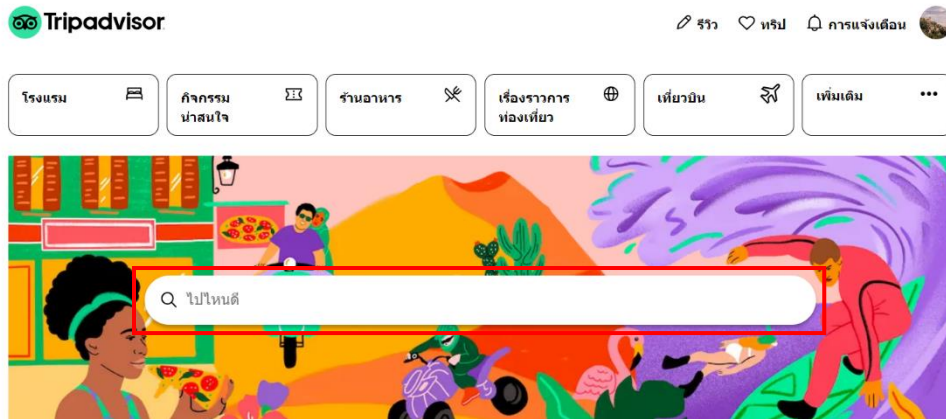 Tripadvisor
รีวิว ทริป การแจ้งเตือน
โรงแรม
กิจกรรม
น่าสนใจ
ร้านอาหาร
เรื่องราวการ
ท่องเที่ยว
เที่ยวบิน
เพิ่มเติม
ไปไหนดี